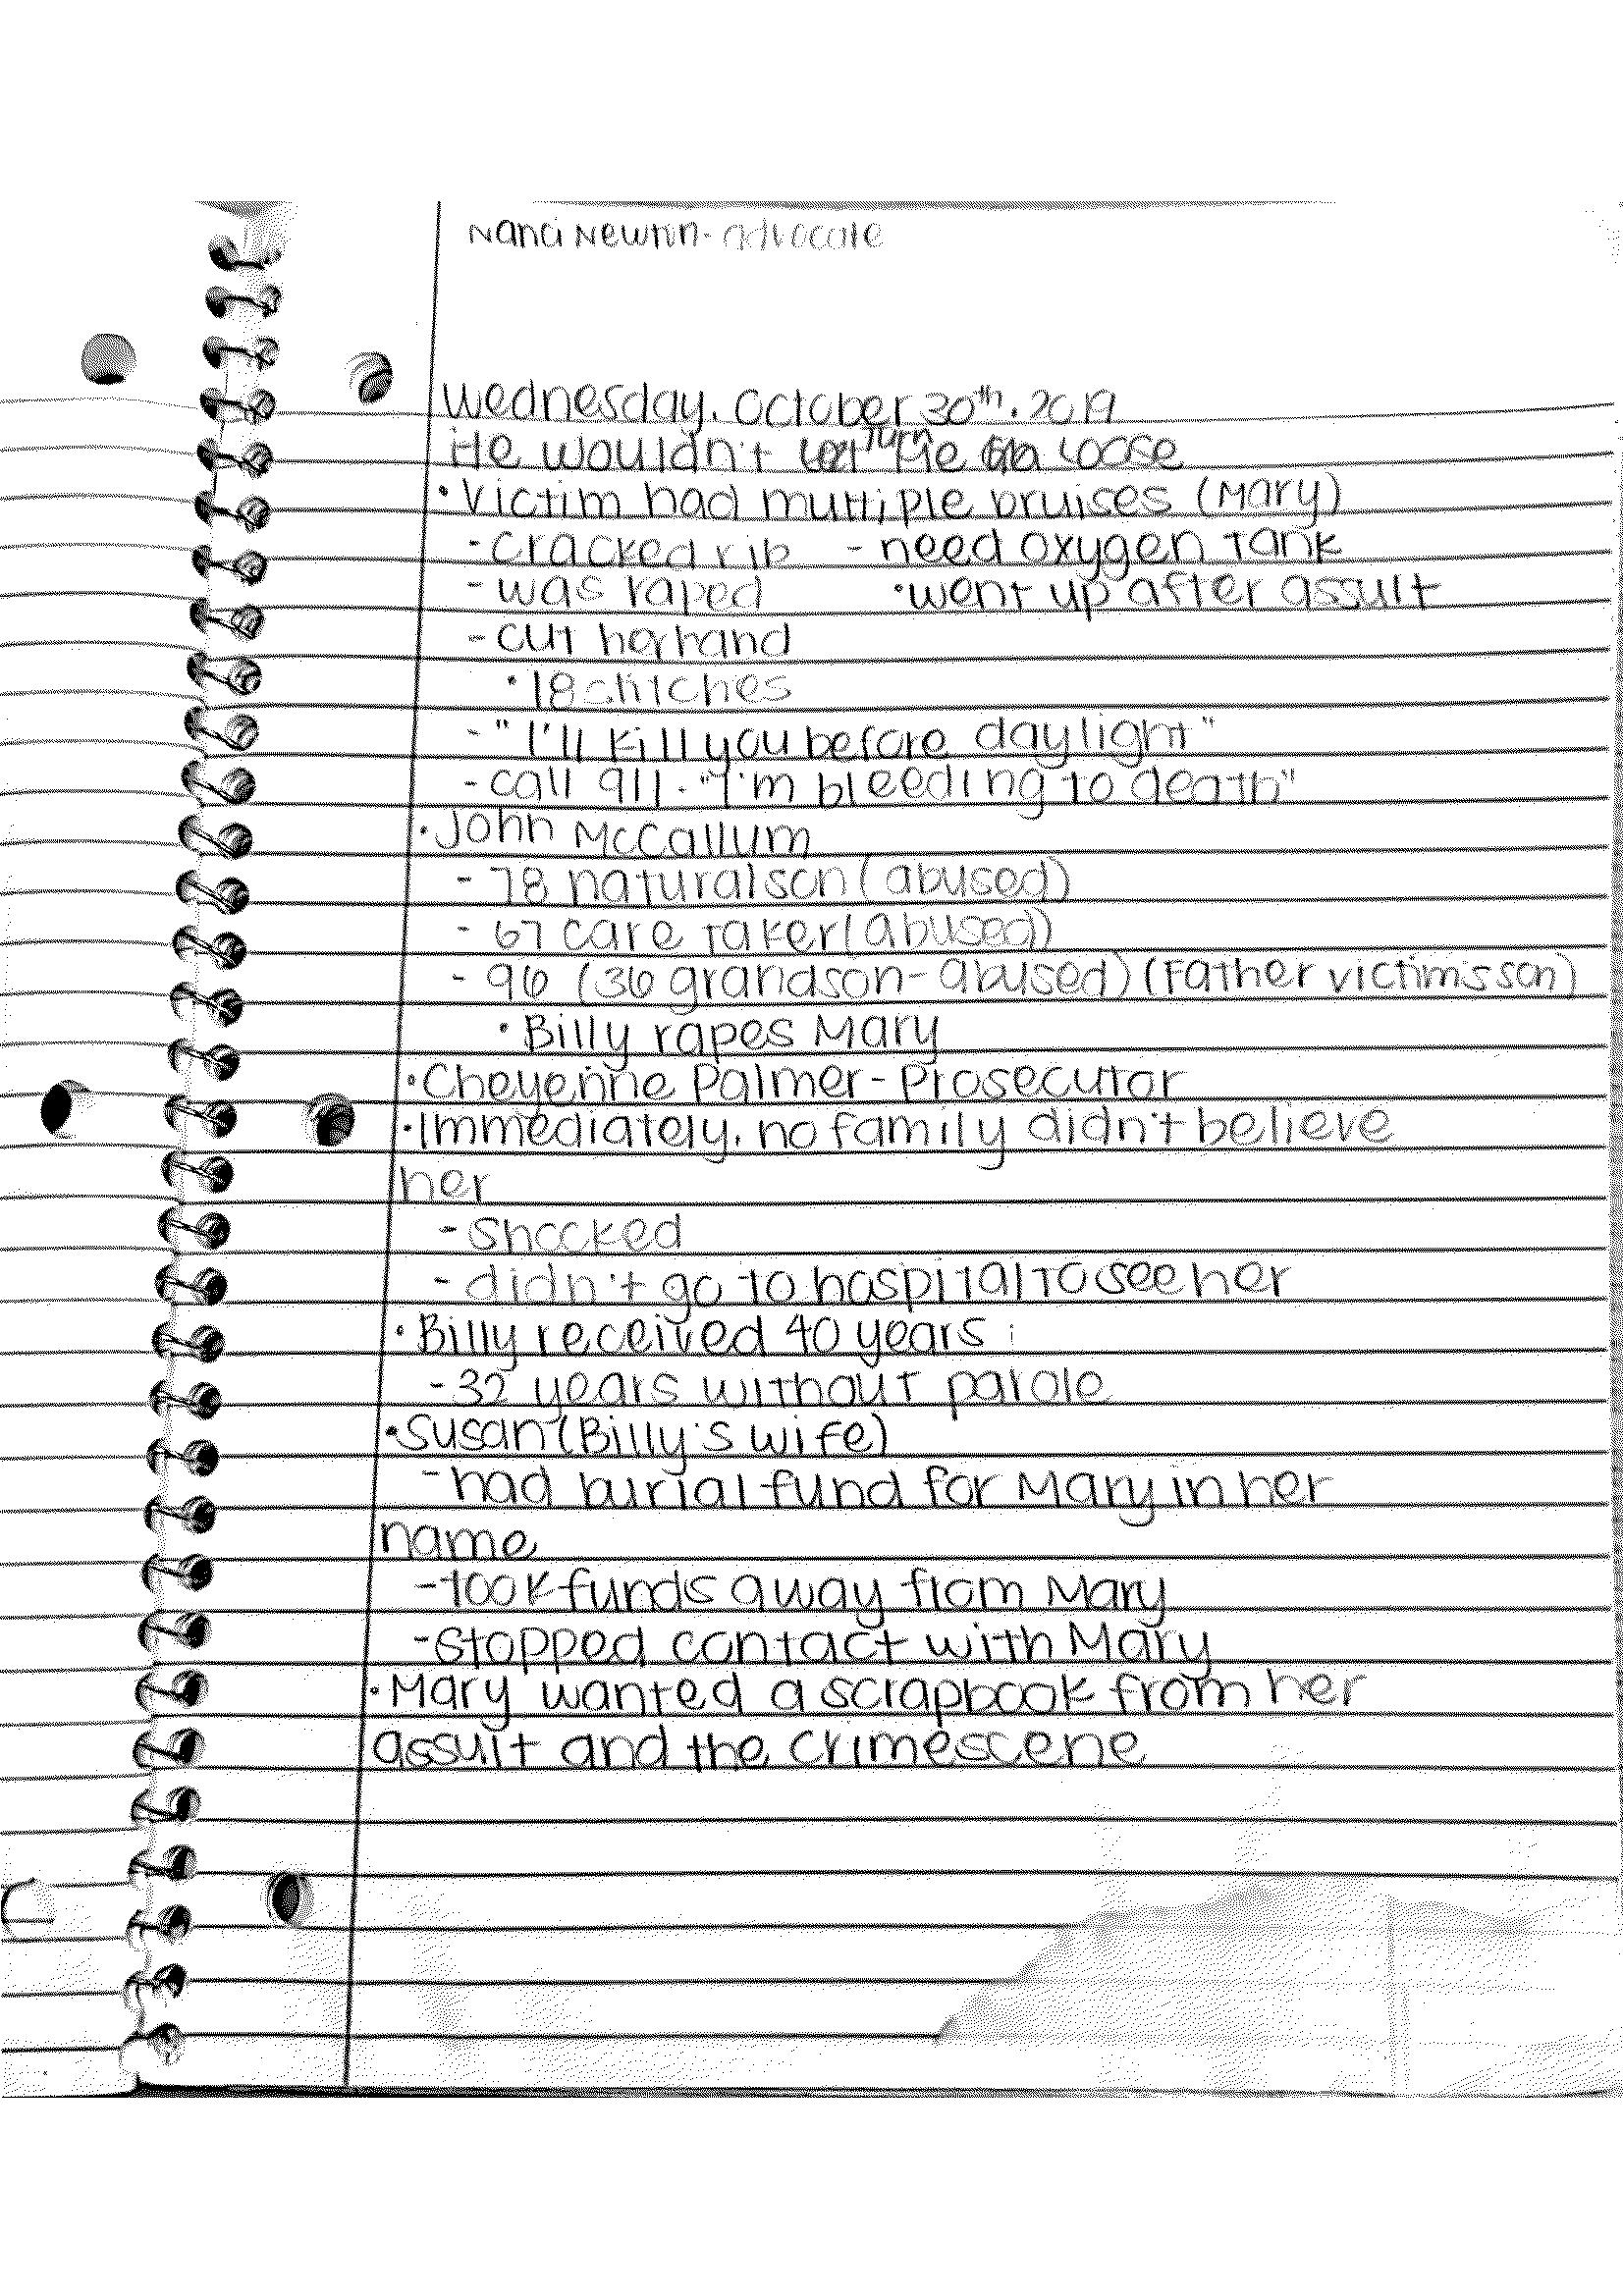 Nanci Newton - advocate
Wednesday, October 30th, 2019
He wouldn't turn me loose
• Victim had multiple bruises (Mary)
- cracked rib - need oxygen tank
- was raped • went up after assult
- cut her hand
• 18 stitches
- "I'll kill you before daylight"
- call 911 - "I'm bleeding to death"
• John McCallum
- 78 natural son (abused)
- 67 care taker (abused)
- 96 (36 grandson - abused) (Father victim's son)
• Billy rapes Mary
• Cheyenne Palmer - Prosecutor
• Immediately, no family didn't believe
her
- shocked
- didn't go to hospital to see her
• Billy received 40 years
- 32 years without parole
• Susan (Billy's wife)
- had burial fund for Mary in her
name
- took funds away from Mary
- stopped contact with Mary
• Mary wanted a scrapbook from her
assult and the crimescene